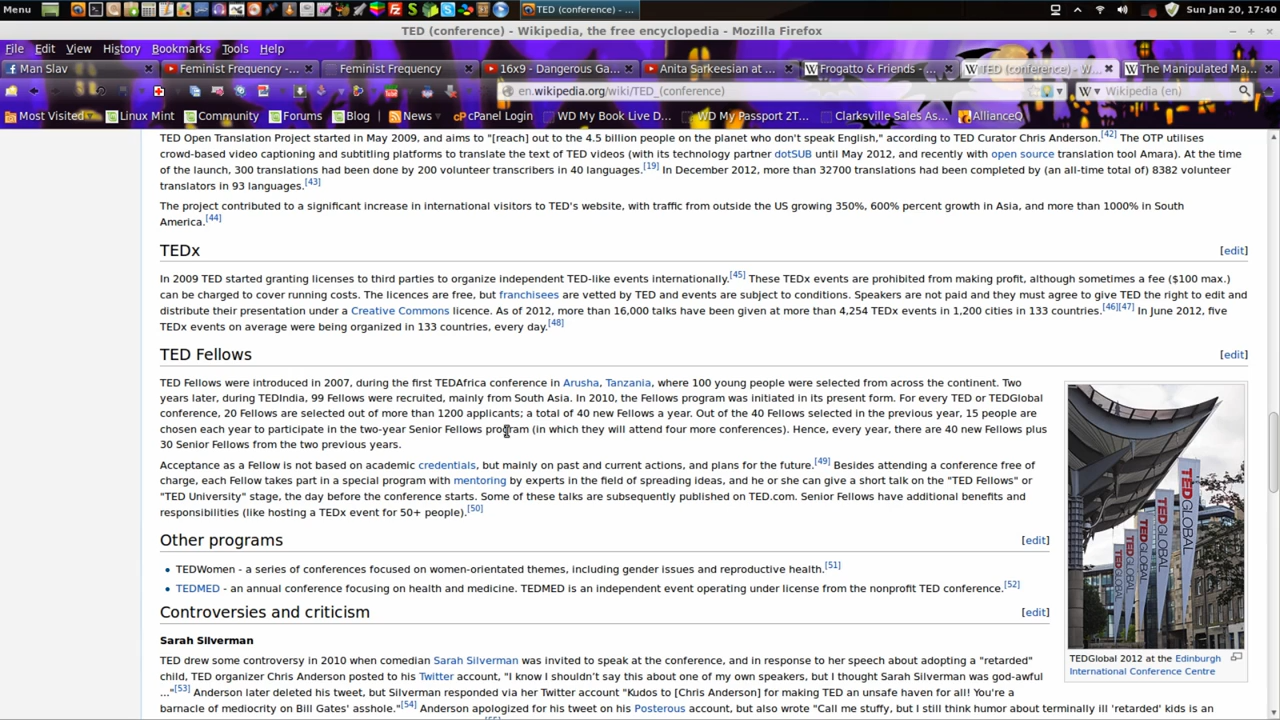 Menu
TED (conference) - ...
Sun Jan 20, 17:40
TED (conference) - Wikipedia, the free encyclopedia - Mozilla Firefox
File Edit View History Bookmarks Tools Help
Man Slav
Feminist Frequency -...
Feminist Frequency
16x9 - Dangerous Ga...
Anita Sarkeesian at ...
Frogatto & Friends - ...
TED (conference) - W...
The Manipulated Ma...
en.wikipedia.org/wiki/TED_(conference)
Wikipedia (en)
Most Visited
Linux Mint
Community
Forums
Blog
News
cPanel Login
WD My Book Live D...
WD My Passport 2T...
Clarksville Sales As...
AllianceQ
TED Open Translation Project started in May 2009, and aims to "[reach] out to the 4.5 billion people on the planet who don't speak English," according to TED Curator Chris Anderson.[42] The OTP utilises
crowd-based video captioning and subtitling platforms to translate the text of TED videos (with its technology partner dotSUB until May 2012, and recently with open source translation tool Amara). At the time
of the launch, 300 translations had been done by 200 volunteer transcribers in 40 languages.[19] In December 2012, more than 32700 translations had been completed by (an all-time total of) 8382 volunteer
translators in 93 languages.[43]
The project contributed to a significant increase in international visitors to TED's website, with traffic from outside the US growing 350%, 600% percent growth in Asia, and more than 1000% in South
America.[44]
TEDx
[edit]
In 2009 TED started granting licenses to third parties to organize independent TED-like events internationally.[45] These TEDx events are prohibited from making profit, although sometimes a fee ($100 max.)
can be charged to cover running costs. The licences are free, but franchisees are vetted by TED and events are subject to conditions. Speakers are not paid and they must agree to give TED the right to edit and
distribute their presentation under a Creative Commons licence. As of 2012, more than 16,000 talks have been given at more than 4,254 TEDx events in 1,200 cities in 133 countries.[46][47] In June 2012, five
TEDx events on average were being organized in 133 countries, every day.[48]
TED Fellows
[edit]
TED Fellows were introduced in 2007, during the first TEDAfrica conference in Arusha, Tanzania, where 100 young people were selected from across the continent. Two
years later, during TEDIndia, 99 Fellows were recruited, mainly from South Asia. In 2010, the Fellows program was initiated in its present form. For every TED or TEDGlobal
conference, 20 Fellows are selected out of more than 1200 applicants; a total of 40 new Fellows a year. Out of the 40 Fellows selected in the previous year, 15 people are
chosen each year to participate in the two-year Senior Fellows program (in which they will attend four more conferences). Hence, every year, there are 40 new Fellows plus
30 Senior Fellows from the two previous years.
Acceptance as a Fellow is not based on academic credentials, but mainly on past and current actions, and plans for the future.[49] Besides attending a conference free of
charge, each Fellow takes part in a special program with mentoring by experts in the field of spreading ideas, and he or she can give a short talk on the "TED Fellows" or
"TED University" stage, the day before the conference starts. Some of these talks are subsequently published on TED.com. Senior Fellows have additional benefits and
responsibilities (like hosting a TEDx event for 50+ people).[50]
TEDGLOBAL
TEDGLOBAL
TEDGLOBAL
TEDGLOBAL
TEDGlobal 2012 at the Edinburgh
International Conference Centre
Other programs
[edit]
TEDWomen - a series of conferences focused on women-orientated themes, including gender issues and reproductive health.[51]
TEDMED - an annual conference focusing on health and medicine. TEDMED is an independent event operating under license from the nonprofit TED conference.[52]
Controversies and criticism
[edit]
Sarah Silverman
TED drew some controversy in 2010 when comedian Sarah Silverman was invited to speak at the conference, and in response to her speech about adopting a "retarded"
child, TED organizer Chris Anderson posted to his Twitter account, "I know I shouldn't say this about one of my own speakers, but I thought Sarah Silverman was god-awful
..."[53] Anderson later deleted his tweet, but Silverman responded via her Twitter account "Kudos to [Chris Anderson] for making TED an unsafe haven for all! You're a
barnacle of mediocrity on Bill Gates' asshole."[54] Anderson apologized for his tweet on his Posterous account, but also wrote "Call me stuffy, but I still think humor about terminally ill 'retarded' kids is an